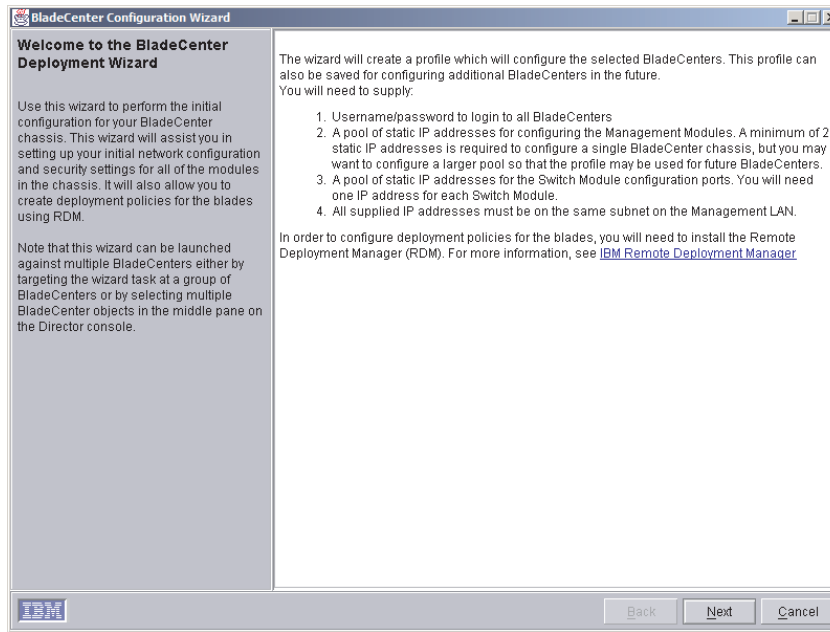 BladeCenter Configuration Wizard
Welcome to the BladeCenter
Deployment Wizard
Use this wizard to perform the initial
configuration for your BladeCenter
chassis. This wizard will assist you in
setting up your initial network configuration
and security settings for all of the modules
in the chassis. It will also allow you to
create deployment policies for the blades
using RDM.
Note that this wizard can be launched
against multiple BladeCenters either by
targeting the wizard task at a group of
BladeCenters or by selecting multiple
BladeCenter objects in the middle pane on
the Director console.
The wizard will create a profile which will configure the selected BladeCenters. This profile can
also be saved for configuring additional BladeCenters in the future.
You will need to supply:
1. Username/password to login to all BladeCenters
2. A pool of static IP addresses for configuring the Management Modules. A minimum of 2
static IP addresses is required to configure a single BladeCenter chassis, but you may
want to configure a larger pool so that the profile may be used for future BladeCenters.
3. A pool of static IP addresses for the Switch Module configuration ports. You will need
one IP address for each Switch Module.
4. All supplied IP addresses must be on the same subnet on the Management LAN.
In order to configure deployment policies for the blades, you will need to install the Remote
Deployment Manager (RDM). For more information, see IBM Remote Deployment Manager
IBM
Back
Next
Cancel